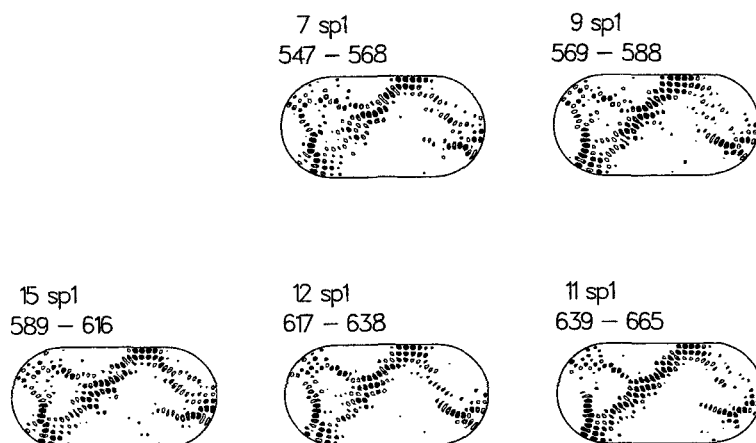 7 sp1
547 – 568
9 sp1
569 – 588
15 sp1
589 – 616
12 sp1
617 – 638
11 sp1
639 – 665